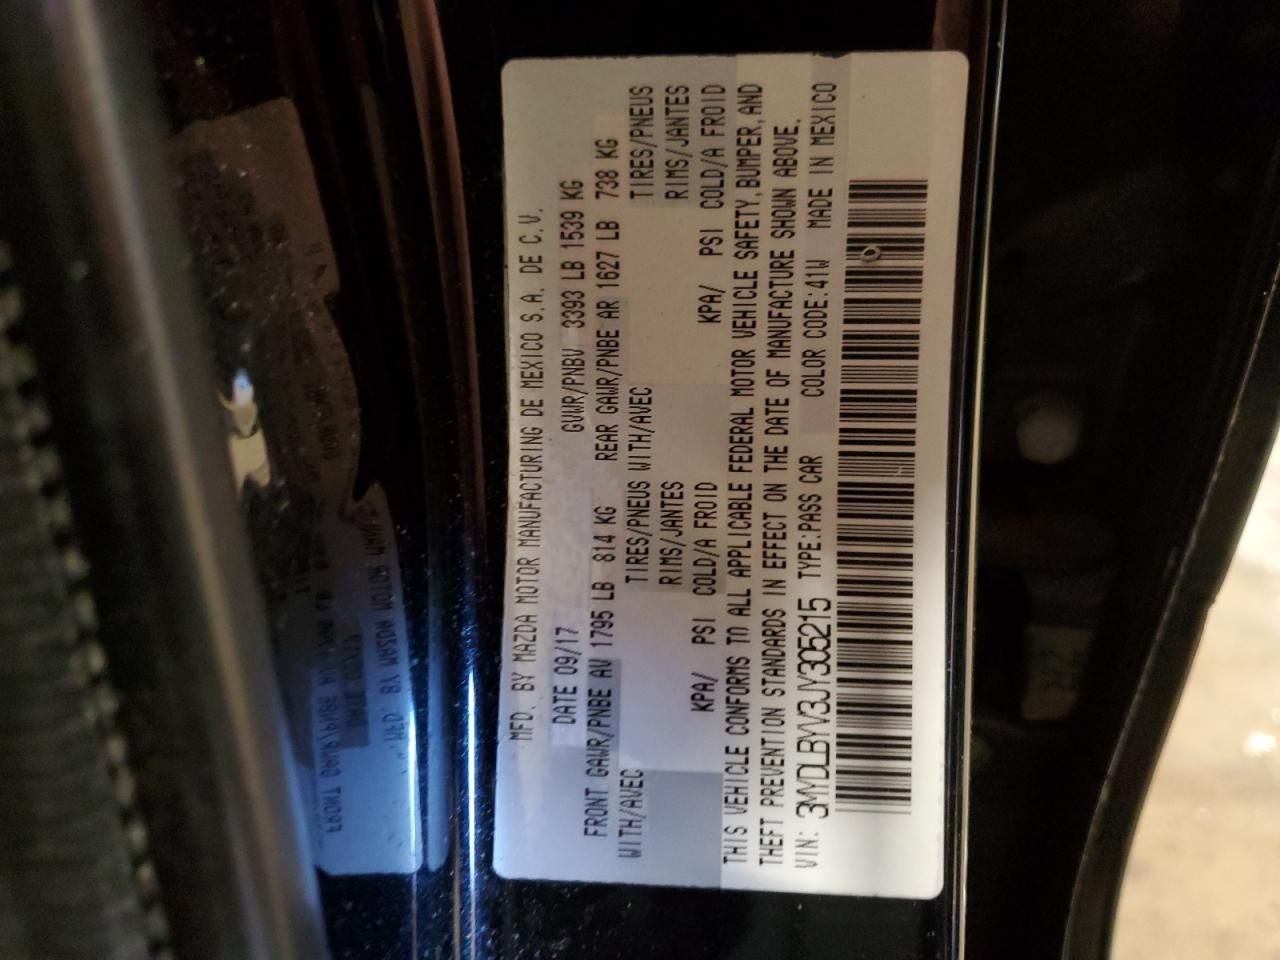 MFD. BY MAZDA MOTOR MANUFACTURING DE MEXICO S.A. DE C.V.
DATE 09/17 GVWR/PNBV 3393 LB 1539 KG
FRONT GAWR/PNBE AV 1795 LB 814 KG REAR GAWR/PNBE AR 1627 LB 738 KG
WITH/AVEC TIRES/PNEUS WITH/AVEC TIRES/PNEUS
RIMS/JANTES RIMS/JANTES
KPA/ PSI COLD/A FROID KPA/ PSI COLD/A FROID
THIS VEHICLE CONFORMS TO ALL APPLICABLE FEDERAL MOTOR VEHICLE SAFETY, BUMPER, AND
THEFT PREVENTION STANDARDS IN EFFECT ON THE DATE OF MANUFACTURE SHOWN ABOVE.
VIN: 3MYDLBYV3JY305215 TYPE:PASS CAR COLOR CODE:41W MADE IN MEXICO